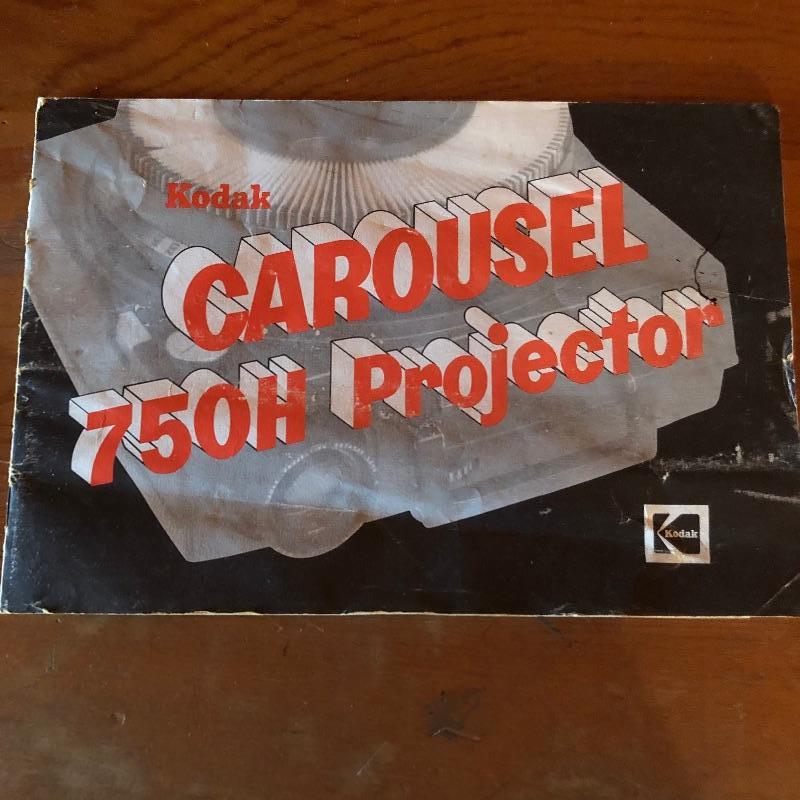 Kodak
CAROUSEL
750H Projector
Kodak